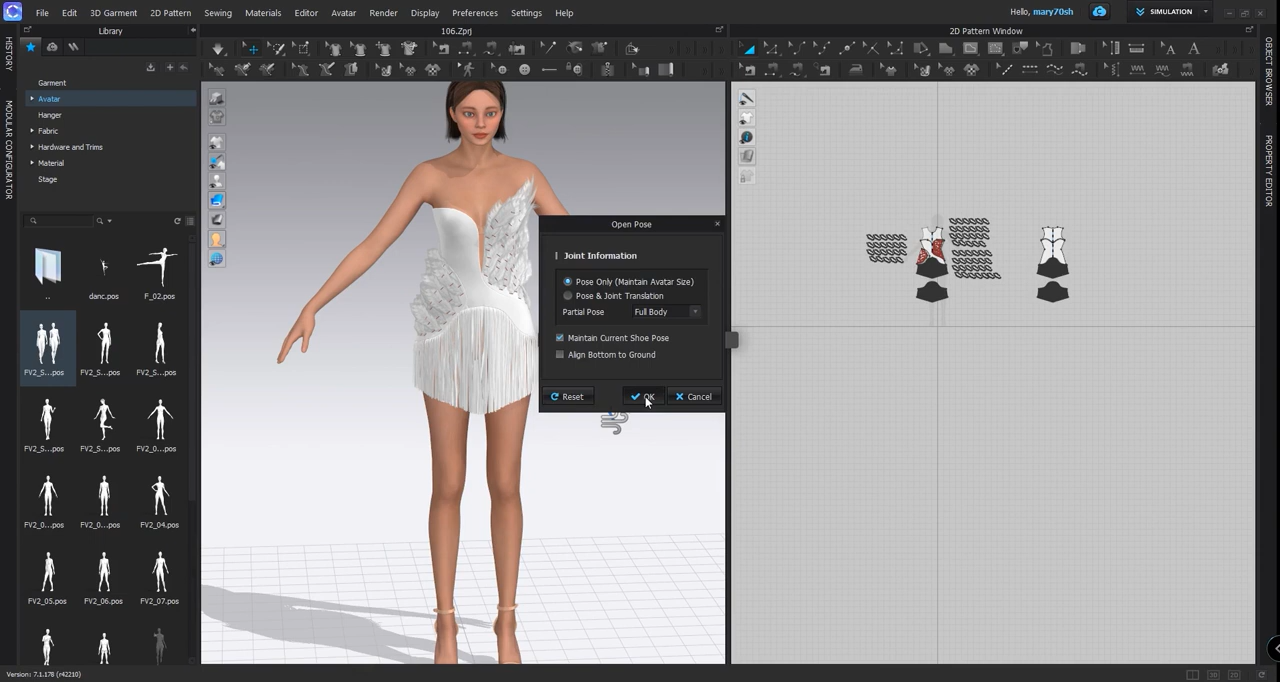 File Edit 3D Garment 2D Pattern Sewing Materials Editor Avatar Render Display Preferences Settings Help
Hello, mary70sh
SIMULATION
Library
106.Zprj
2D Pattern Window
HISTORY
MODULAR CONFIGURATOR
Garment
Avatar
Hanger
Fabric
Hardware and Trims
Material
Stage
.. danc.pos F_02.pos
FV2_S...pos FV2_S...pos FV2_S...pos
FV2_S...pos FV2_S...pos FV2_0...pos
FV2_0...pos FV2_0...pos FV2_04.pos
FV2_05.pos FV2_06.pos FV2_07.pos
Open Pose
Joint Information
Pose Only (Maintain Avatar Size)
Pose & Joint Translation
Partial Pose Full Body
Maintain Current Shoe Pose
Align Bottom to Ground
Reset OK Cancel
OBJECT BROWSER
PROPERTY EDITOR
Version: 7.1.178 (r42210)
3D 2D